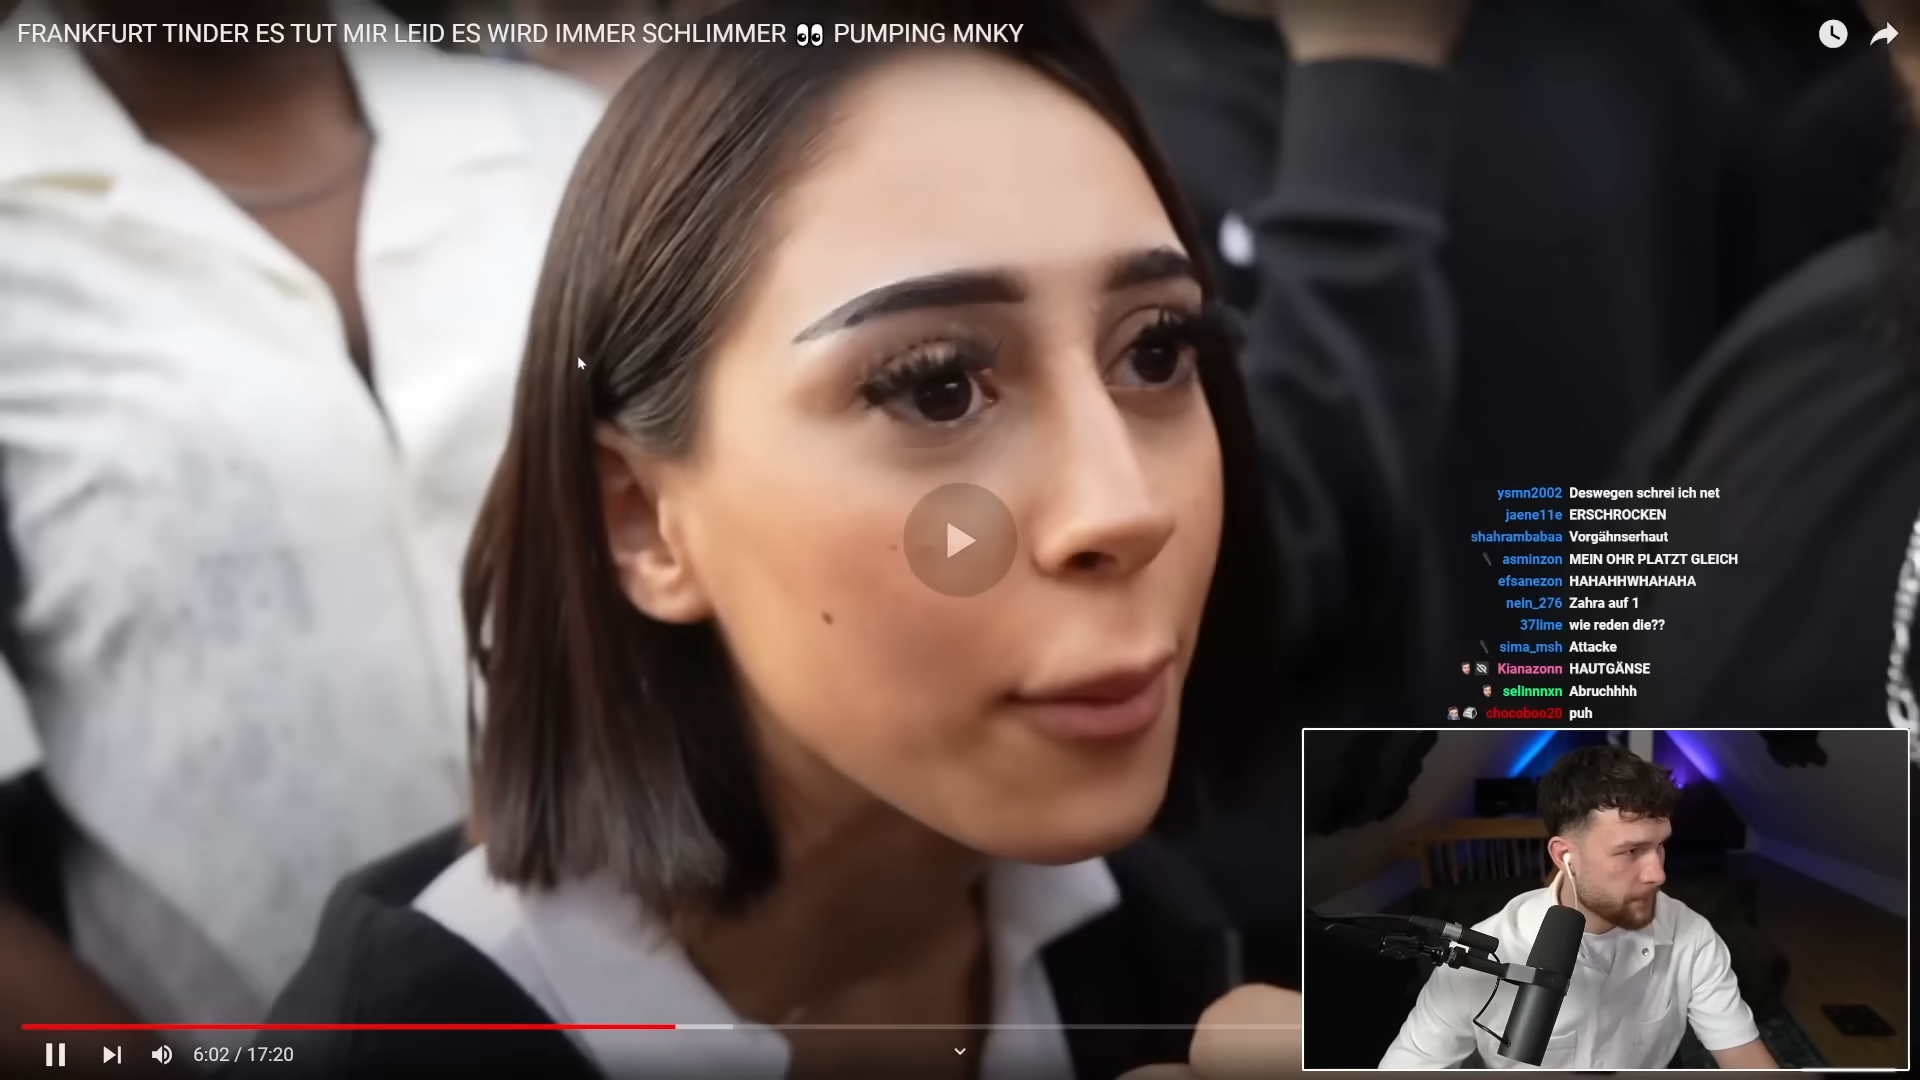 FRANKFURT TINDER ES TUT MIR LEID ES WIRD IMMER SCHLIMMER 👀 PUMPING MNKY
ysmn2002 Deswegen schrei ich net
jaene11e ERSCHROCKEN
shahrambabaa Vorgähnserhaut
asminzon MEIN OHR PLATZT GLEICH
efsanezon HAHAHHWHAHAHA
nein_276 Zahra auf 1
37lime wie reden die??
sima_msh Attacke
Kianazonn HAUTGÄNSE
selinnnxn Abruchhhh
chocoboo20 puh
6:02 / 17:20